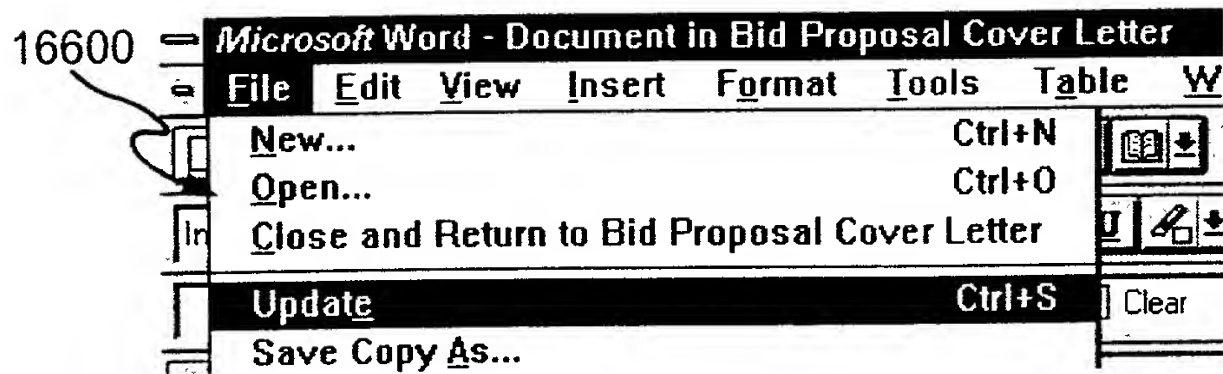 16600
Microsoft Word - Document in Bid Proposal Cover Letter
File Edit View Insert Format Tools Table W
New... Ctrl+N
Open... Ctrl+O
Close and Return to Bid Proposal Cover Letter
In U
Update Ctrl+S
Clear
Save Copy As...